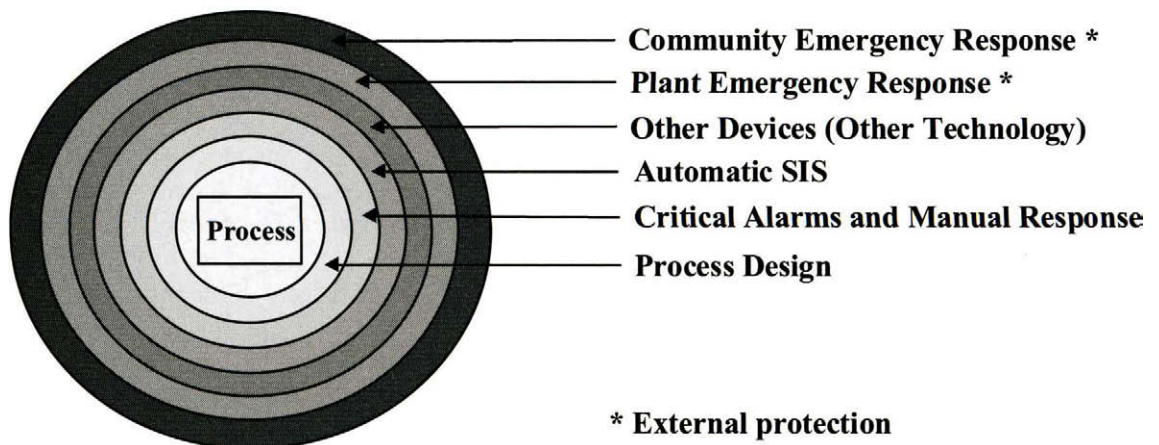 Community Emergency Response *
Plant Emergency Response *
Other Devices (Other Technology)
Automatic SIS
Critical Alarms and Manual Response
Process
Process Design
* External protection